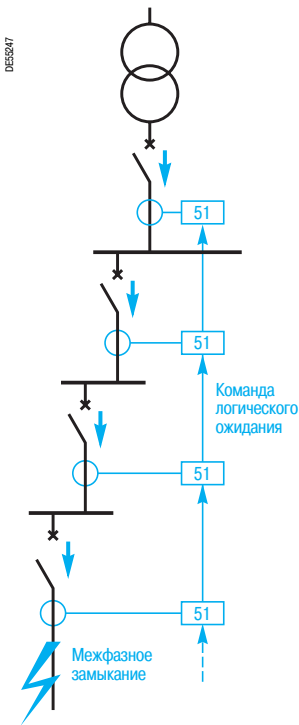 DE55247
51
51
Команда
логического
ожидания
51
51
Межфазное
замыкание